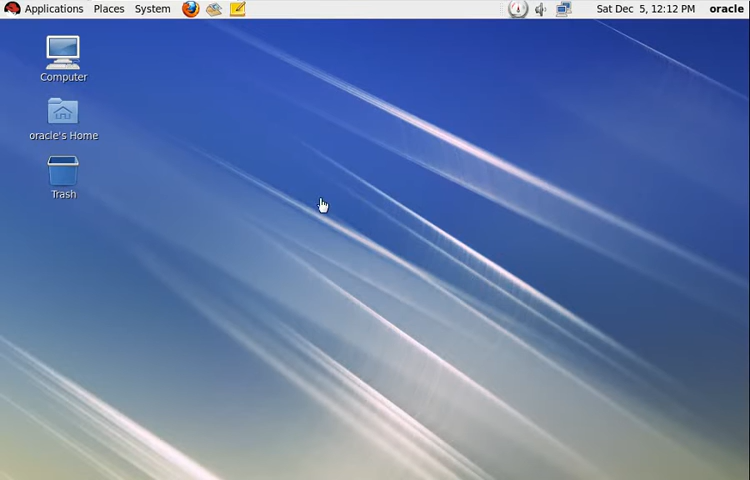 Applications Places System Sat Dec 5, 12:12 PM oracle
Computer
oracle's Home
Trash